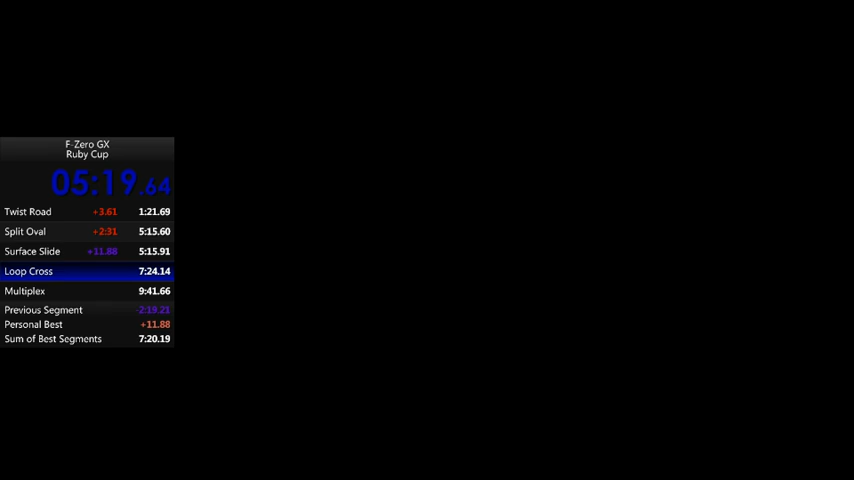 F-Zero GX
Ruby Cup
05:19.64
Twist Road +3.61 1:21.69
Split Oval +2:31 5:15.60
Surface Slide +11.88 5:15.91
Loop Cross 7:24.14
Multiplex 9:41.66
Previous Segment -2:19.21
Personal Best +11.88
Sum of Best Segments 7:20.19